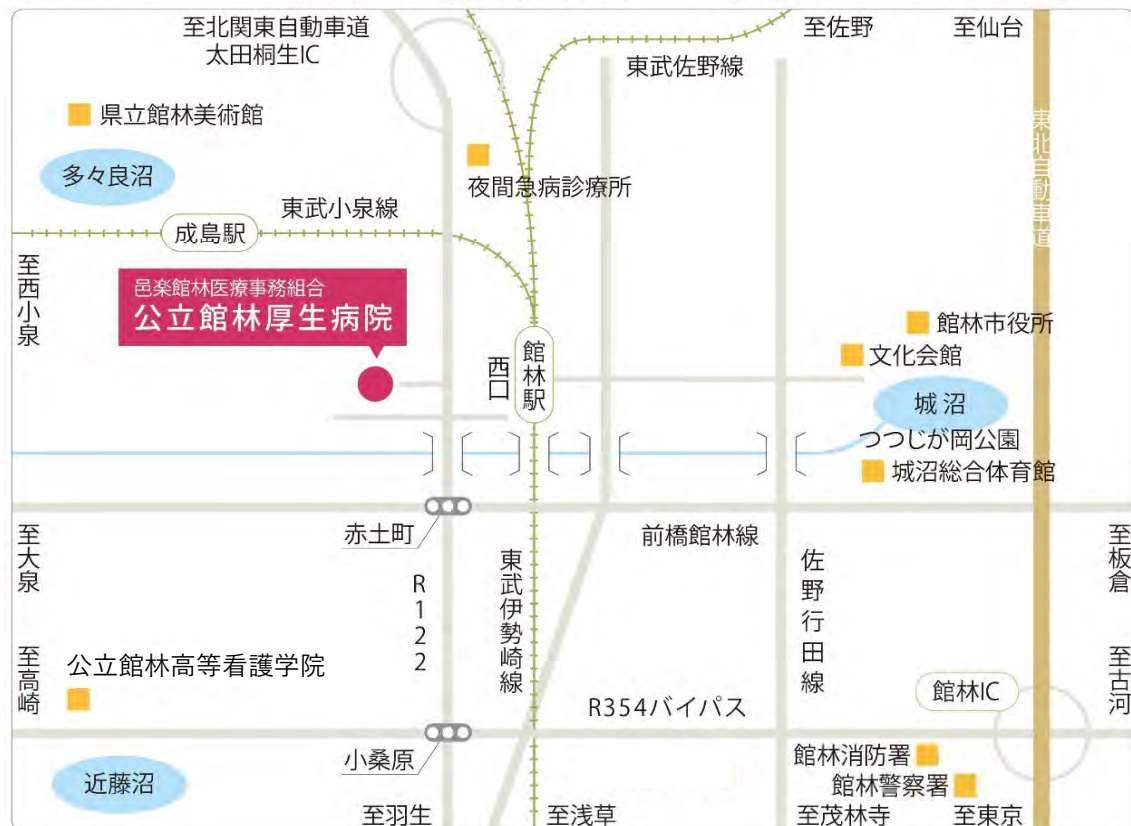 至北関東自動車道
太田桐生IC
至佐野
至仙台
東武佐野線
県立館林美術館
東北自動車道
多々良沼
夜間急病診療所
東武小泉線
成島駅
至西小泉
邑楽館林医療事務組合
公立館林厚生病院
館林駅
西口
館林市役所
文化会館
城沼
つつじが岡公園
城沼総合体育館
赤土町
前橋館林線
至大泉
R122
東武伊勢崎線
佐野行田線
至板倉
至高崎
公立館林高等看護学院
至古河
館林IC
R354バイパス
小桑原
館林消防署
近藤沼
館林警察署
至羽生
至浅草
至茂林寺
至東京